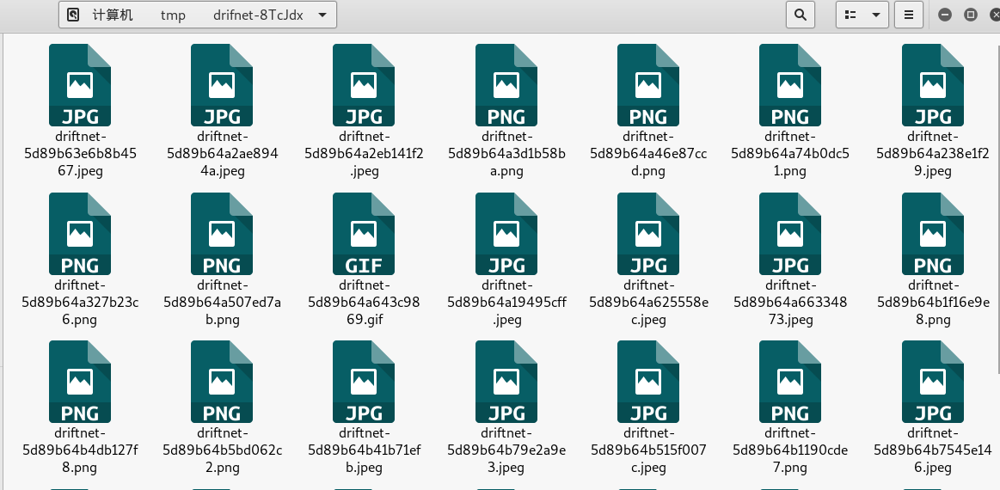 计算机 tmp drifnet-8TcJdx
JPG JPG JPG PNG PNG PNG JPG
driftnet- driftnet- driftnet- driftnet- driftnet- driftnet- driftnet-
5d89b63e6b8b45 5d89b64a2ae894 5d89b64a2eb141f2 5d89b64a3d1b58b 5d89b64a46e87cc 5d89b64a74b0dc5 5d89b64a238e1f2
67.jpeg 4a.jpeg .jpeg a.png d.png 1.png 9.jpeg
PNG PNG GIF JPG JPG JPG PNG
driftnet- driftnet- driftnet- driftnet- driftnet- driftnet- driftnet-
5d89b64a327b23c 5d89b64a507ed7a 5d89b64a643c98 5d89b64a19495cff 5d89b64a625558e 5d89b64a663348 5d89b64b1f16e9e
6.png b.png 69.gif .jpeg c.jpeg 73.jpeg 8.png
PNG PNG JPG JPG JPG PNG JPG
driftnet- driftnet- driftnet- driftnet- driftnet- driftnet- driftnet-
5d89b64b4db127f 5d89b64b5bd062c 5d89b64b41b71ef 5d89b64b79e2a9e 5d89b64b515f007 5d89b64b1190cde 5d89b64b7545e14
8.png 2.png b.jpeg 3.jpeg c.jpeg 7.png 6.jpeg